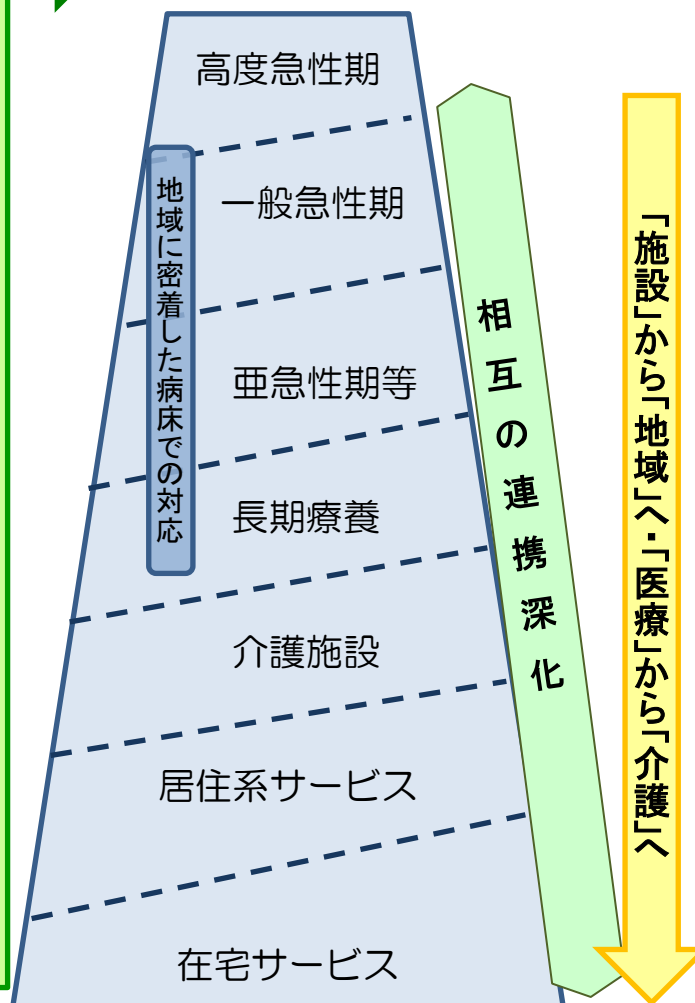 高度急性期
一般急性期
亜急性期等
長期療養
介護施設
居住系サービス
在宅サービス
地域に密着した病床での対応
相互の連携深化
「施設」から「地域」へ・「医療」から「介護」へ